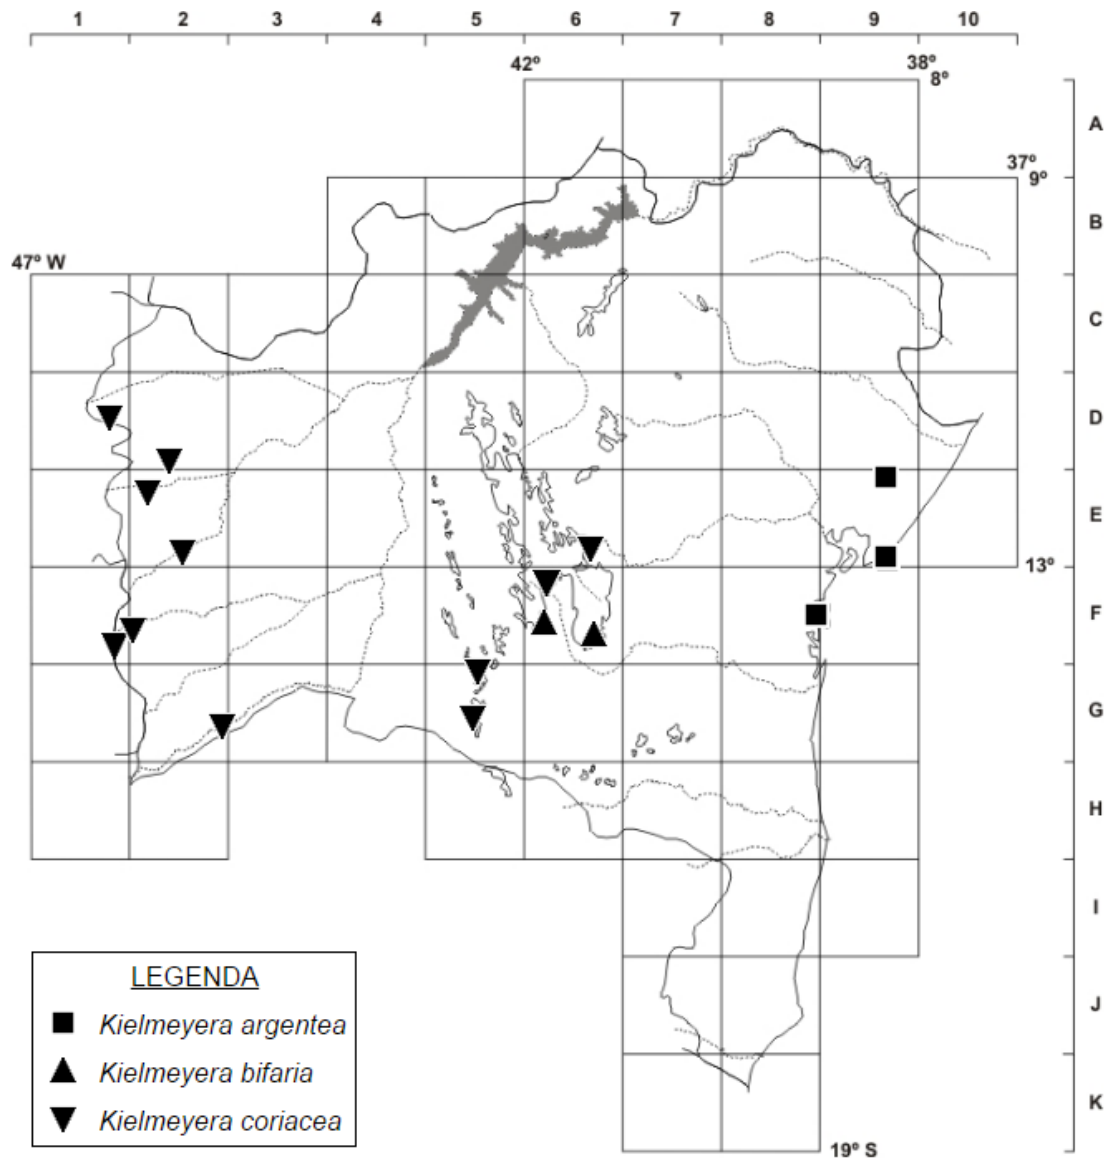 1 2 3 4 5 6 7 8 9 10
42º 38º
8º
A
37º
9º
B
47º W
C
D
E
13º
F
G
H
I
LEGENDA
Kielmeyera argentea
J
Kielmeyera bifaria
Kielmeyera coriacea
K
19º S